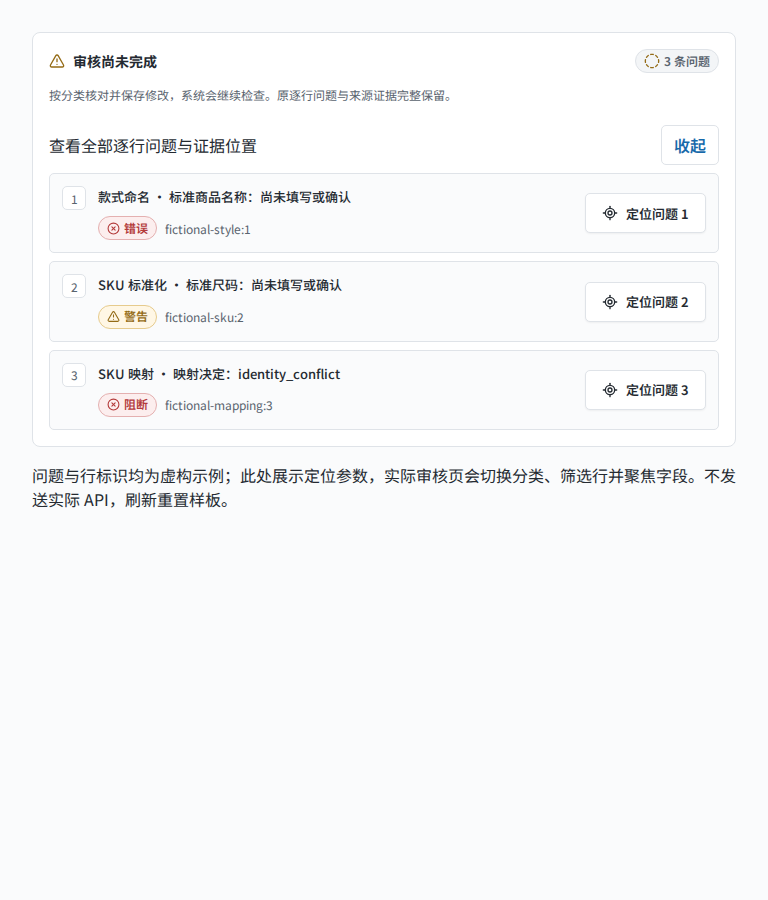 审核尚未完成
3 条问题
按分类核对并保存修改，系统会继续检查。原逐行问题与来源证据完整保留。
查看全部逐行问题与证据位置
收起
1
款式命名 · 标准商品名称：尚未填写或确认
错误
fictional-style:1
定位问题 1
2
SKU 标准化 · 标准尺码：尚未填写或确认
警告
fictional-sku:2
定位问题 2
3
SKU 映射 · 映射决定：identity_conflict
阻断
fictional-mapping:3
定位问题 3
问题与行标识均为虚构示例；此处展示定位参数，实际审核页会切换分类、筛选行并聚焦字段。不发
送实际 API，刷新重置样板。